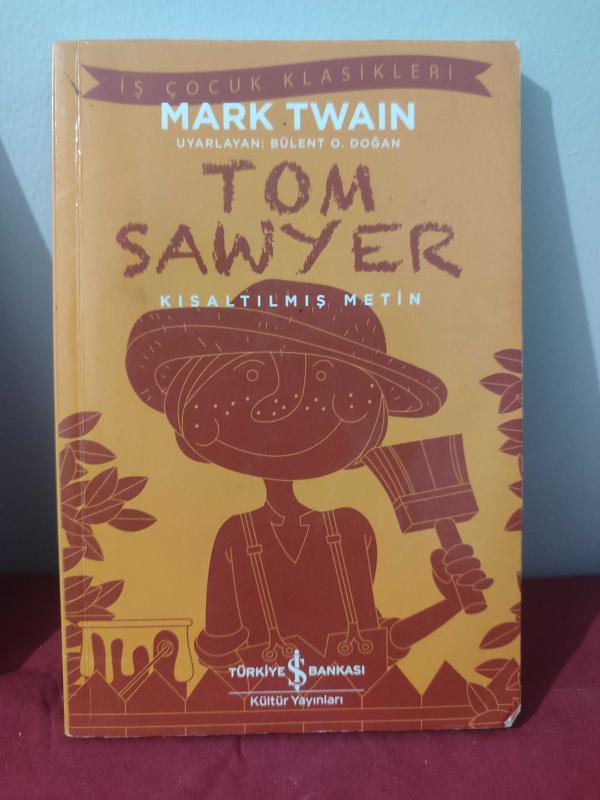 İŞ ÇOCUK KLASİKLERİ
MARK TWAIN
UYARLAYAN: BÜLENT O. DOĞAN
TOM
SAWYER
KISALTILMIŞ METİN
TÜRKİYE İŞ BANKASI
Kültür Yayınları